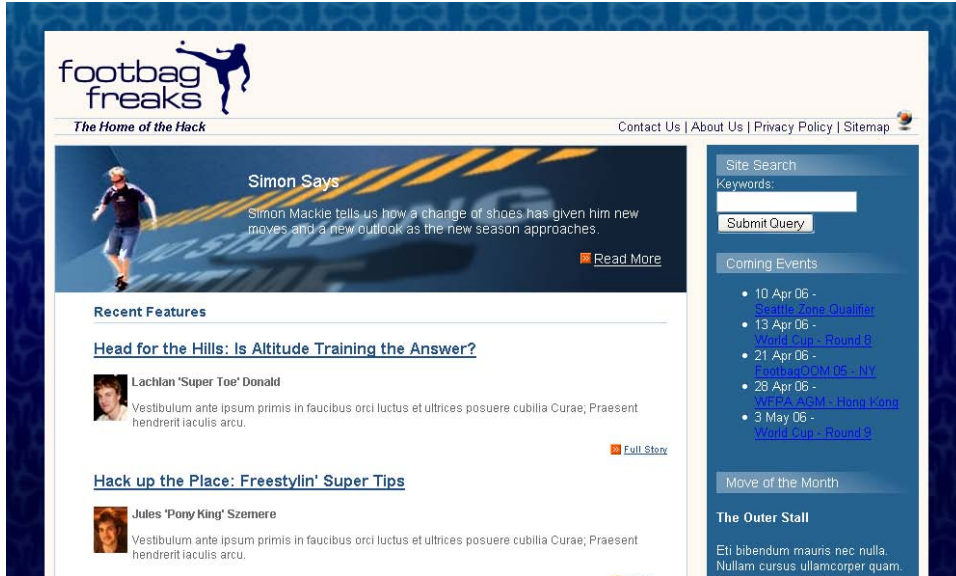 footbag
freaks
The Home of the Hack
Contact Us | About Us | Privacy Policy | Sitemap
Simon Says
Simon Mackie tells us how a change of shoes has given him new
moves and a new outlook as the new season approaches.
Read More
NO STANDING
Recent Features
Head for the Hills: Is Altitude Training the Answer?
Lachlan 'Super Toe' Donald
Vestibulum ante ipsum primis in faucibus orci luctus et ultrices posuere cubilia Curae; Praesent
hendrerit iaculis arcu.
Full Story
Hack up the Place: Freestylin' Super Tips
Jules 'Pony King' Szemere
Vestibulum ante ipsum primis in faucibus orci luctus et ultrices posuere cubilia Curae; Praesent
hendrerit iaculis arcu.
Site Search
Keywords:
Submit Query
Coming Events
• 10 Apr 06 -
Seattle Zone Qualifier
• 13 Apr 06 -
World Cup - Round 8
• 21 Apr 06 -
FootbagOOM 05 - NY
• 28 Apr 06 -
WFPA AGM - Hong Kong
• 3 May 06 -
World Cup - Round 9
Move of the Month
The Outer Stall
Eti bibendum mauris nec nulla.
Nullam cursus ullamcorper quam.